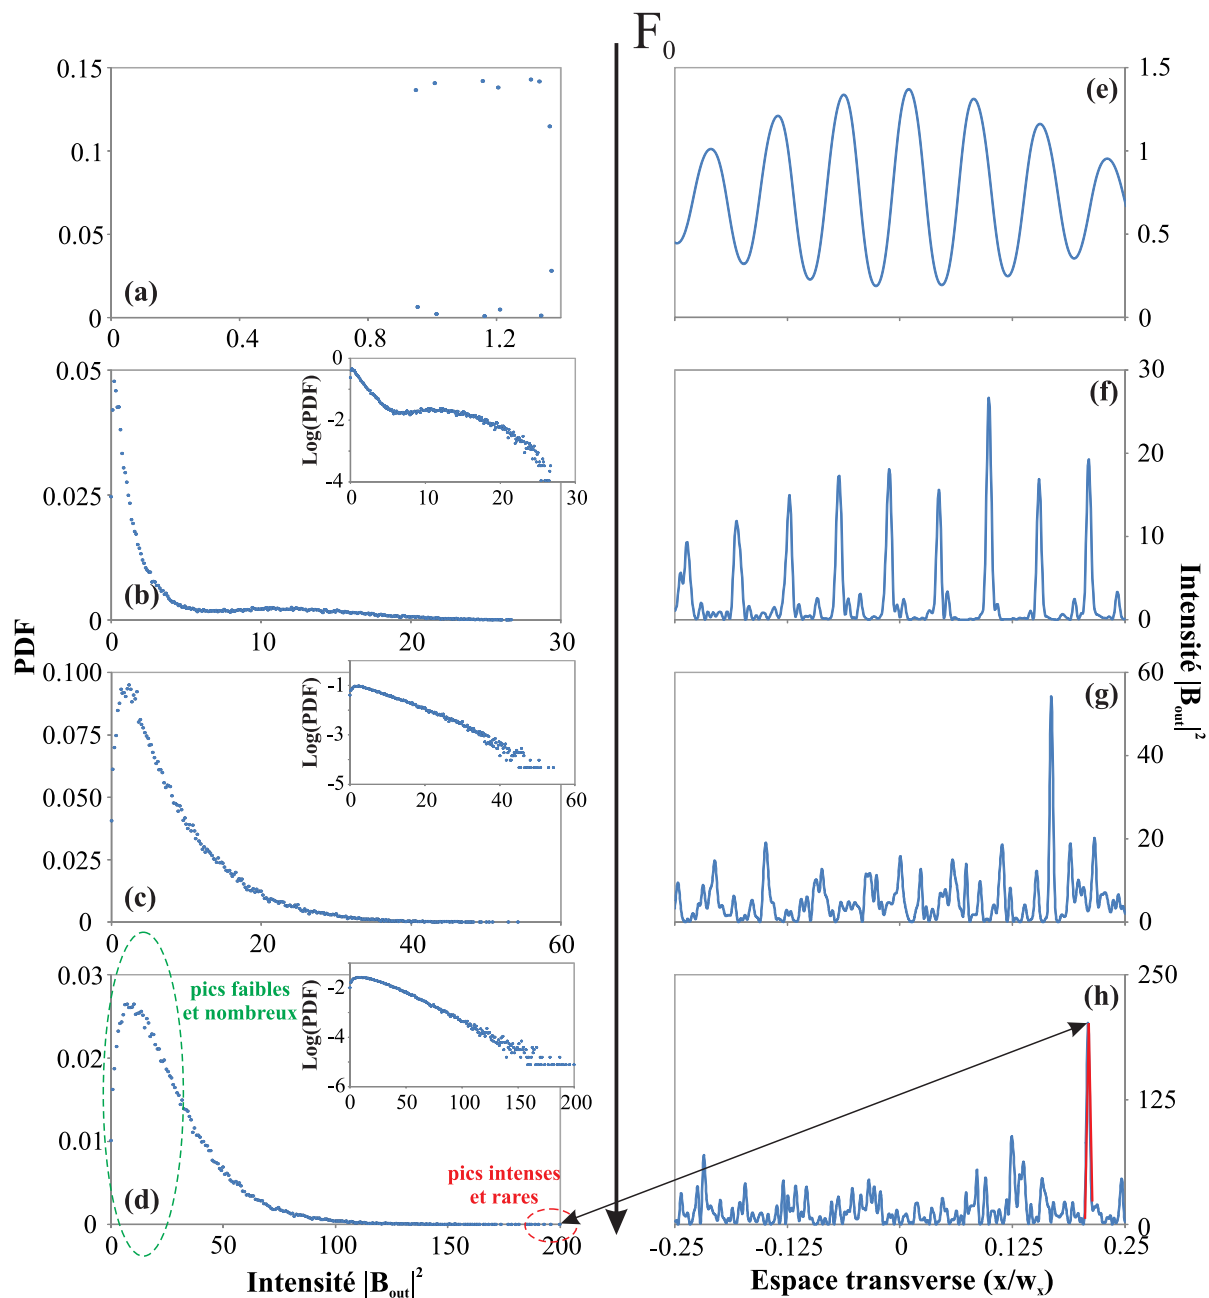 F₀
PDF
0.15
0.1
0.05
0
(a)
0 0.4 0.8 1.2
0.05
0.025
0
(b)
0 10 20 30
Log(PDF)
0
-2
-4
0 10 20 30
0.100
0.075
0.050
0.025
0
(c)
0 20 40 60
Log(PDF)
-1
-3
-5
0 20 40 60
0.03
0.02
0.01
0
(d)
0 50 100 150 200
pics faibles
et nombreux
Log(PDF)
-2
-4
-6
0 50 100 150 200
pics intenses
et rares
Intensité |B_out|²
(e)
1.5
1
0.5
0
(f)
30
20
10
0
(g)
60
40
20
0
(h)
250
125
0
Intensité |B_out|²
-0.25 -0.125 0 0.125 0.25
Espace transverse (x/w_x)